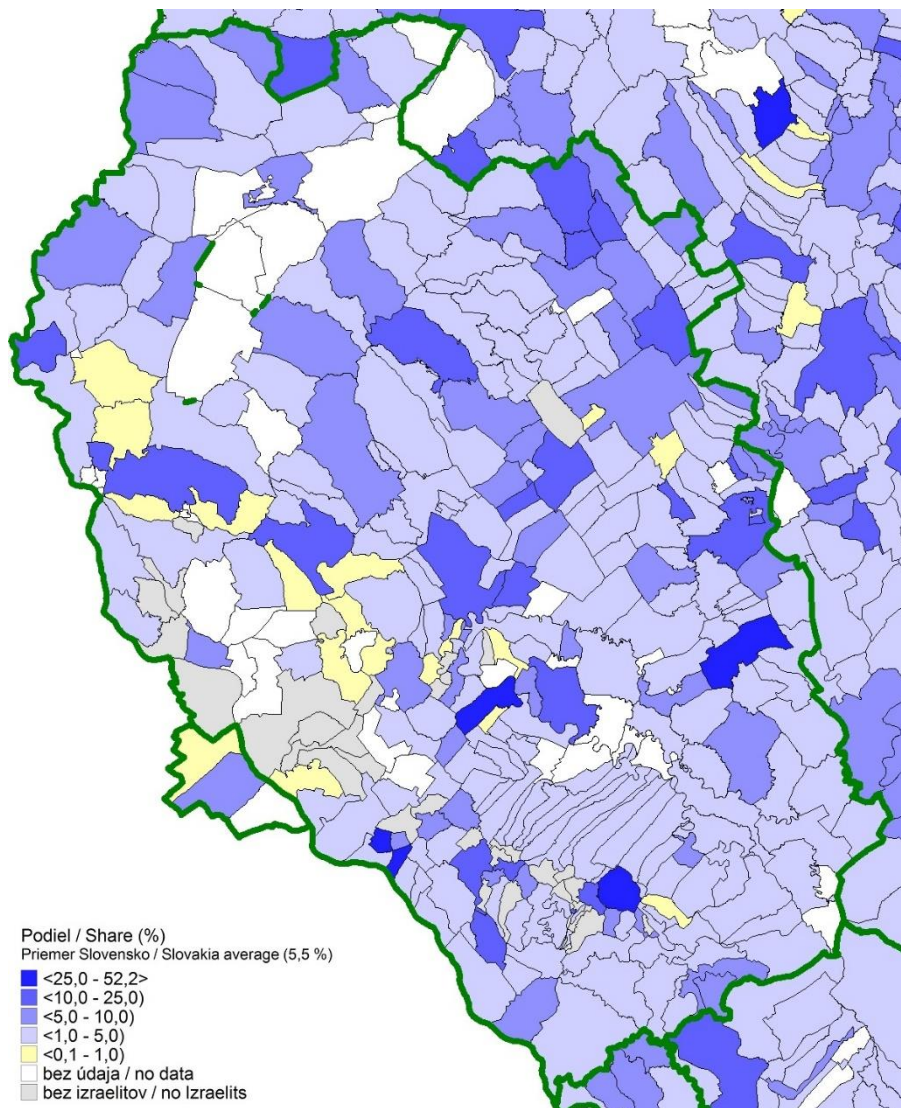 Podiel / Share (%)
Priemer Slovensko / Slovakia average (5,5 %)
<25,0 - 52,2>
<10,0 - 25,0)
<5,0 - 10,0)
<1,0 - 5,0)
<0,1 - 1,0)
bez údaja / no data
bez izraelitov / no Izraelits